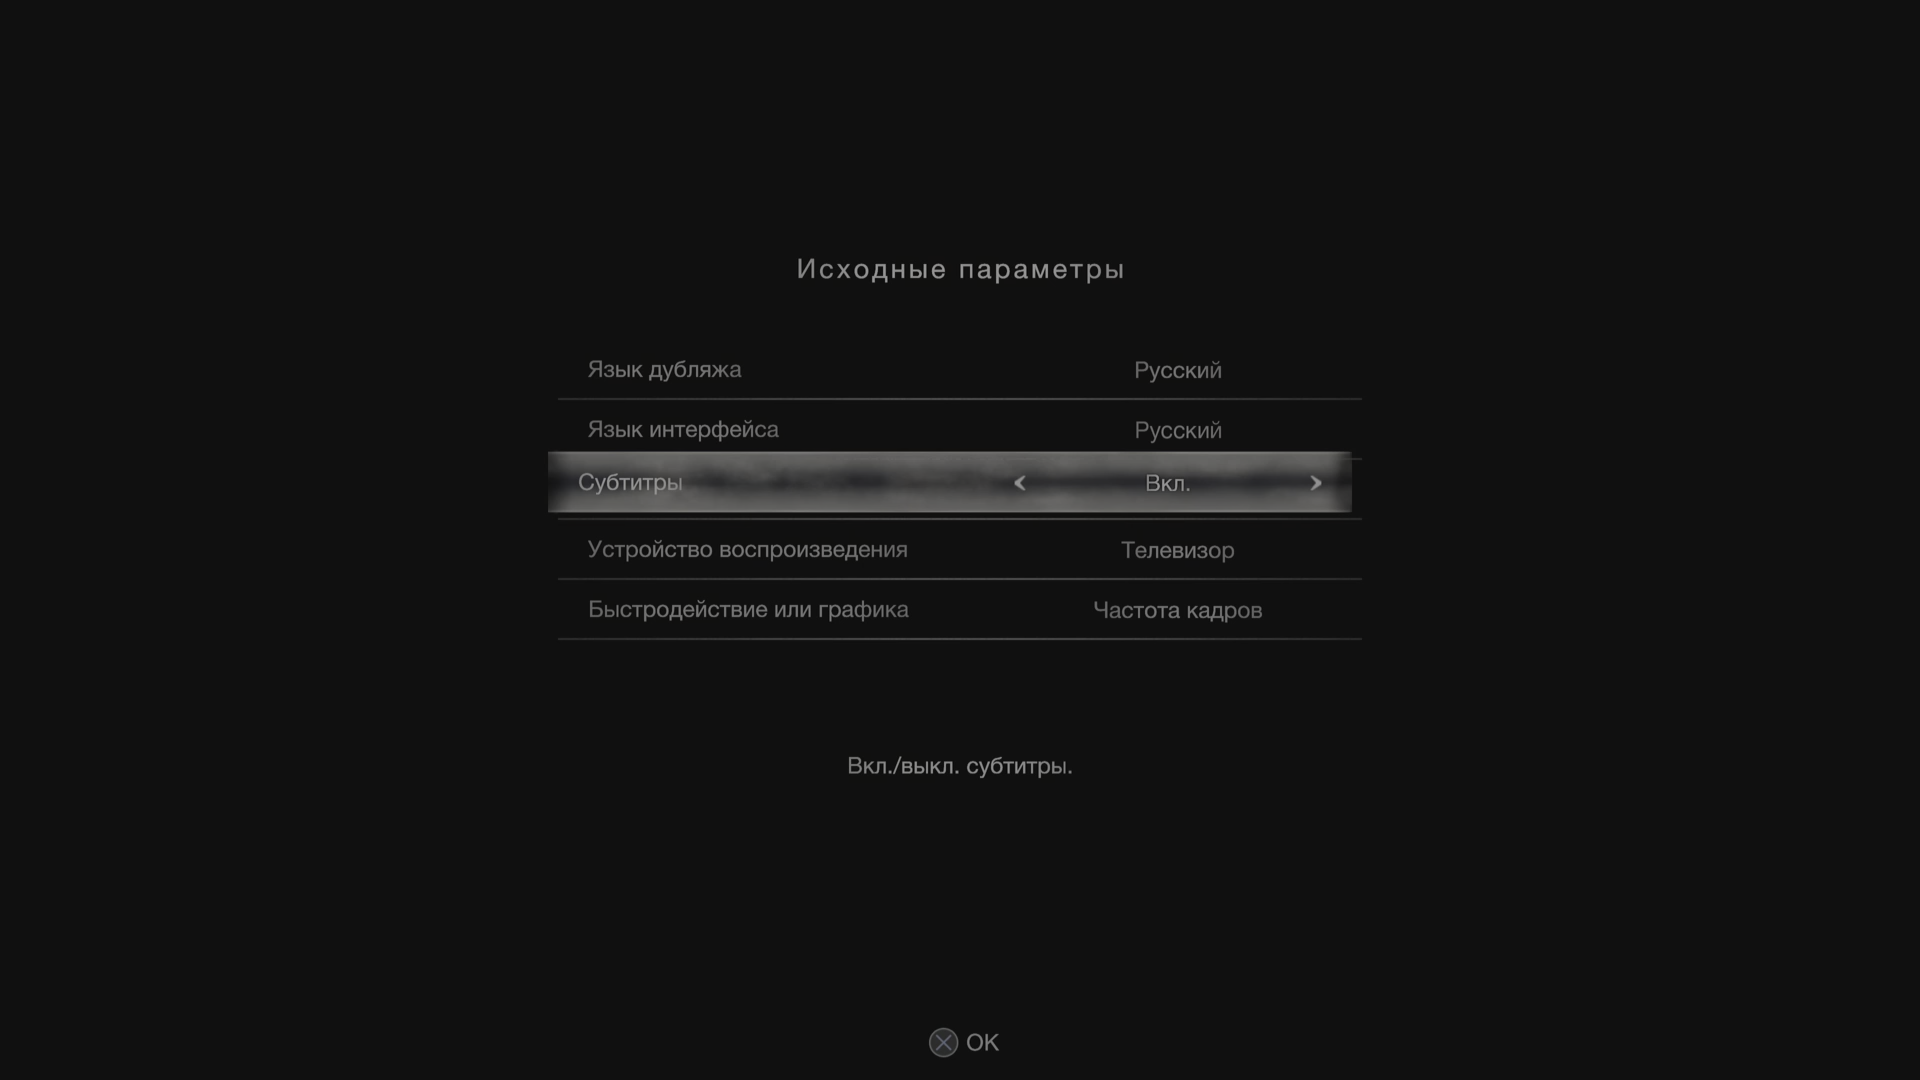 Исходные параметры
Язык дубляжа Русский
Язык интерфейса Русский
Субтитры Вкл.
Устройство воспроизведения Телевизор
Быстродействие или графика Частота кадров
Вкл./выкл. субтитры.
OK